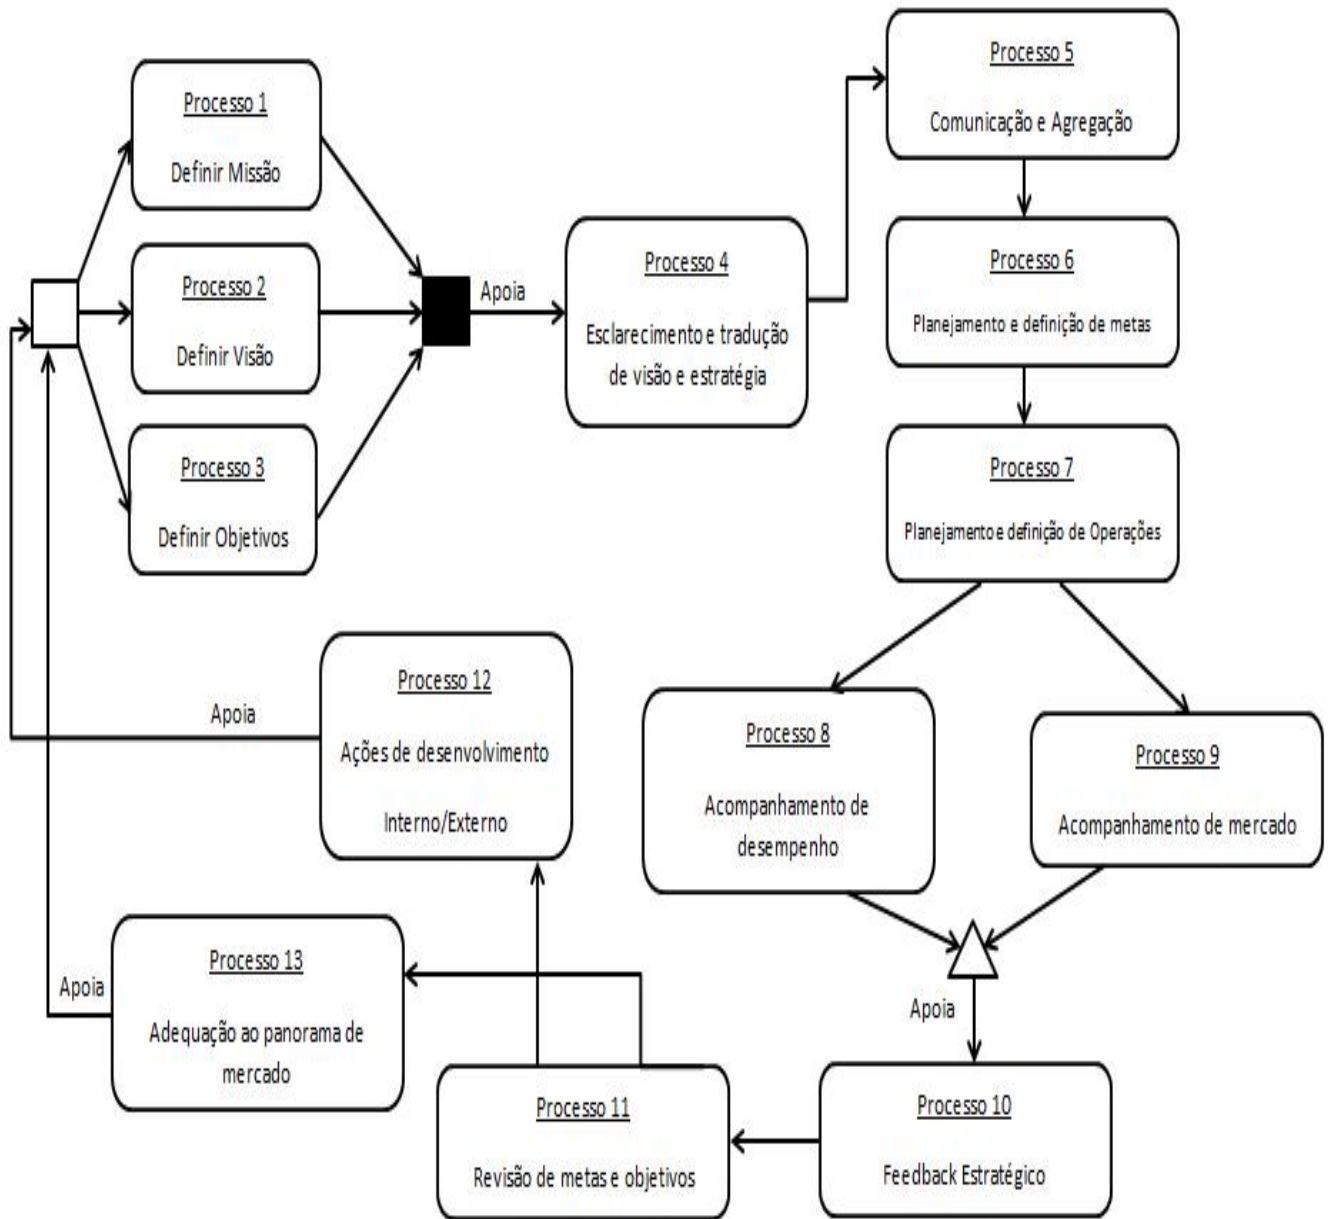 Processo 1
Definir Missão
Processo 2
Definir Visão
Processo 3
Definir Objetivos
Apoia
Processo 4
Esclarecimento e tradução
de visão e estratégia
Processo 5
Comunicação e Agregação
Processo 6
Planejamento e definição de metas
Processo 7
Planejamento e definição de Operações
Processo 8
Acompanhamento de
desempenho
Processo 9
Acompanhamento de mercado
Apoia
Processo 10
Feedback Estratégico
Processo 11
Revisão de metas e objetivos
Processo 12
Ações de desenvolvimento
Interno/Externo
Apoia
Processo 13
Adequação ao panorama de
mercado
Apoia